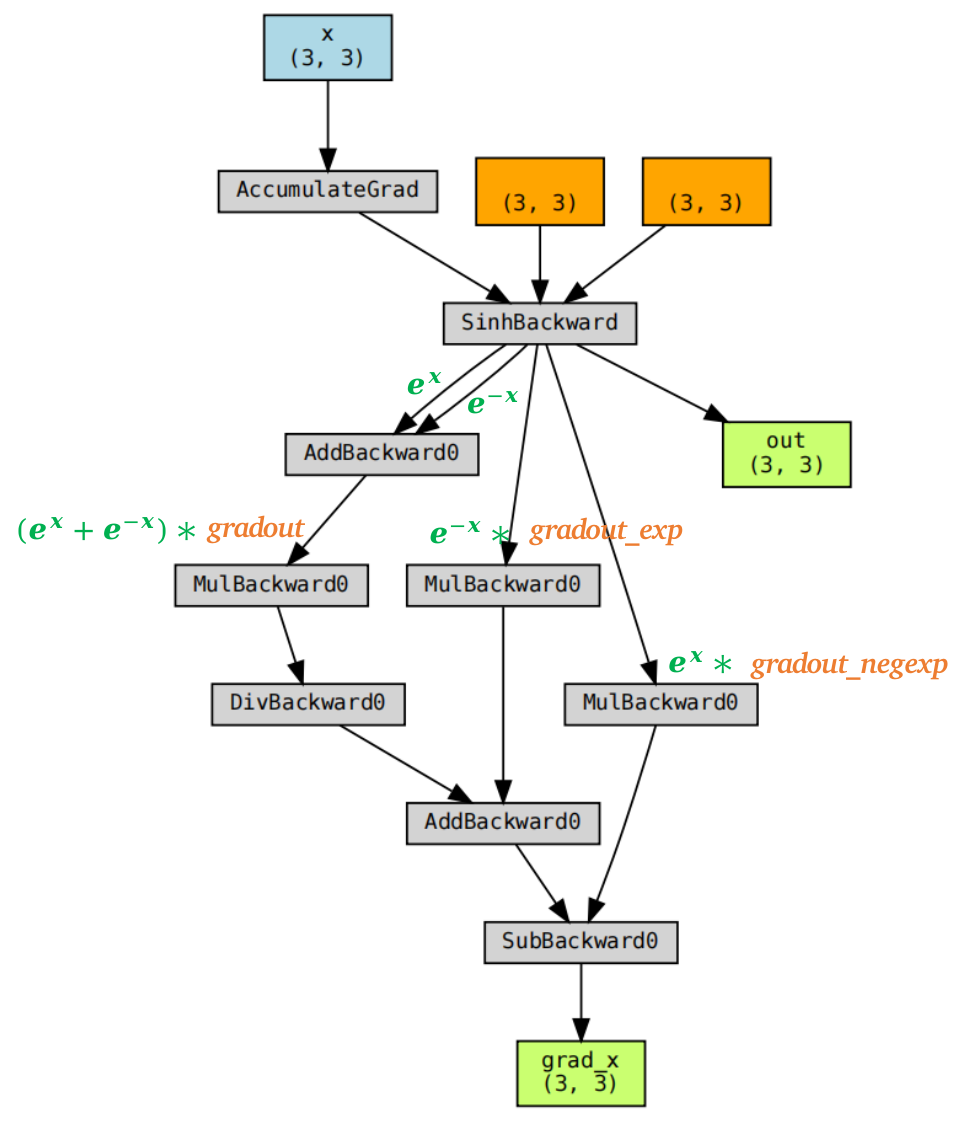 x
(3, 3)
AccumulateGrad
(3, 3)
(3, 3)
SinhBackward
e^x
e^{-x}
AddBackward0
out
(3, 3)
(e^x + e^{-x}) * gradout
e^{-x} * gradout_exp
MulBackward0
MulBackward0
e^x * gradout_negexp
DivBackward0
MulBackward0
AddBackward0
SubBackward0
grad_x
(3, 3)